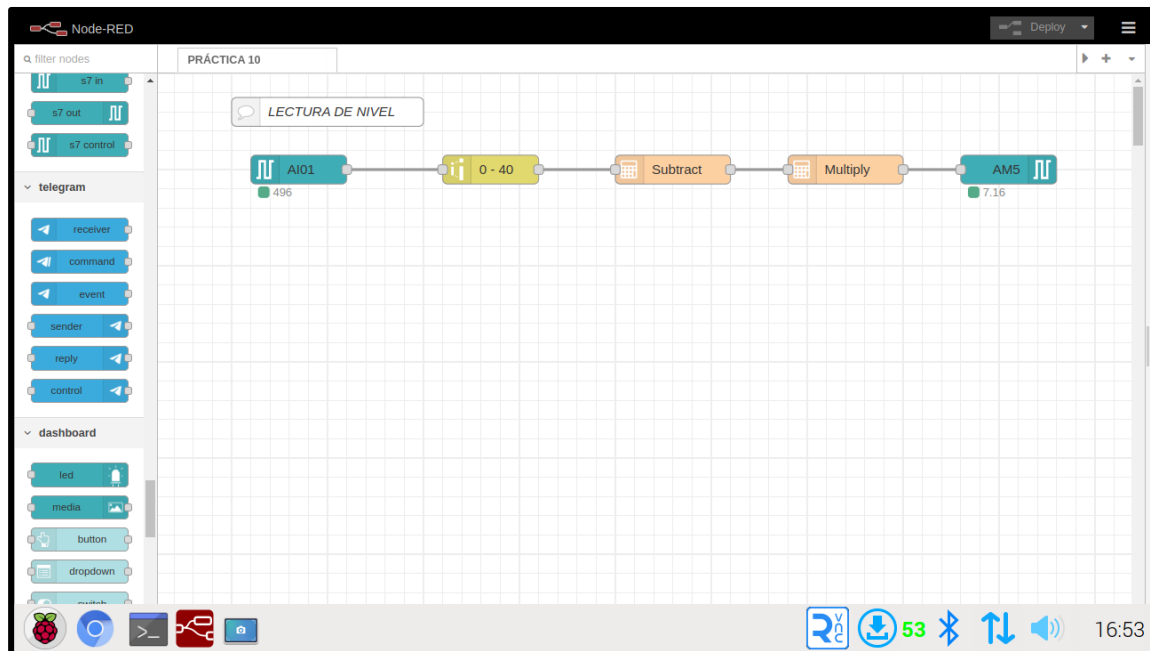 Node-RED
Deploy
filter nodes
PRÁCTICA 10
s7 in
s7 out
s7 control
telegram
receiver
command
event
sender
reply
control
dashboard
led
media
button
dropdown
switch
LECTURA DE NIVEL
AI01
0 - 40
Subtract
Multiply
AM5
496
7.16
VNC
53
16:53